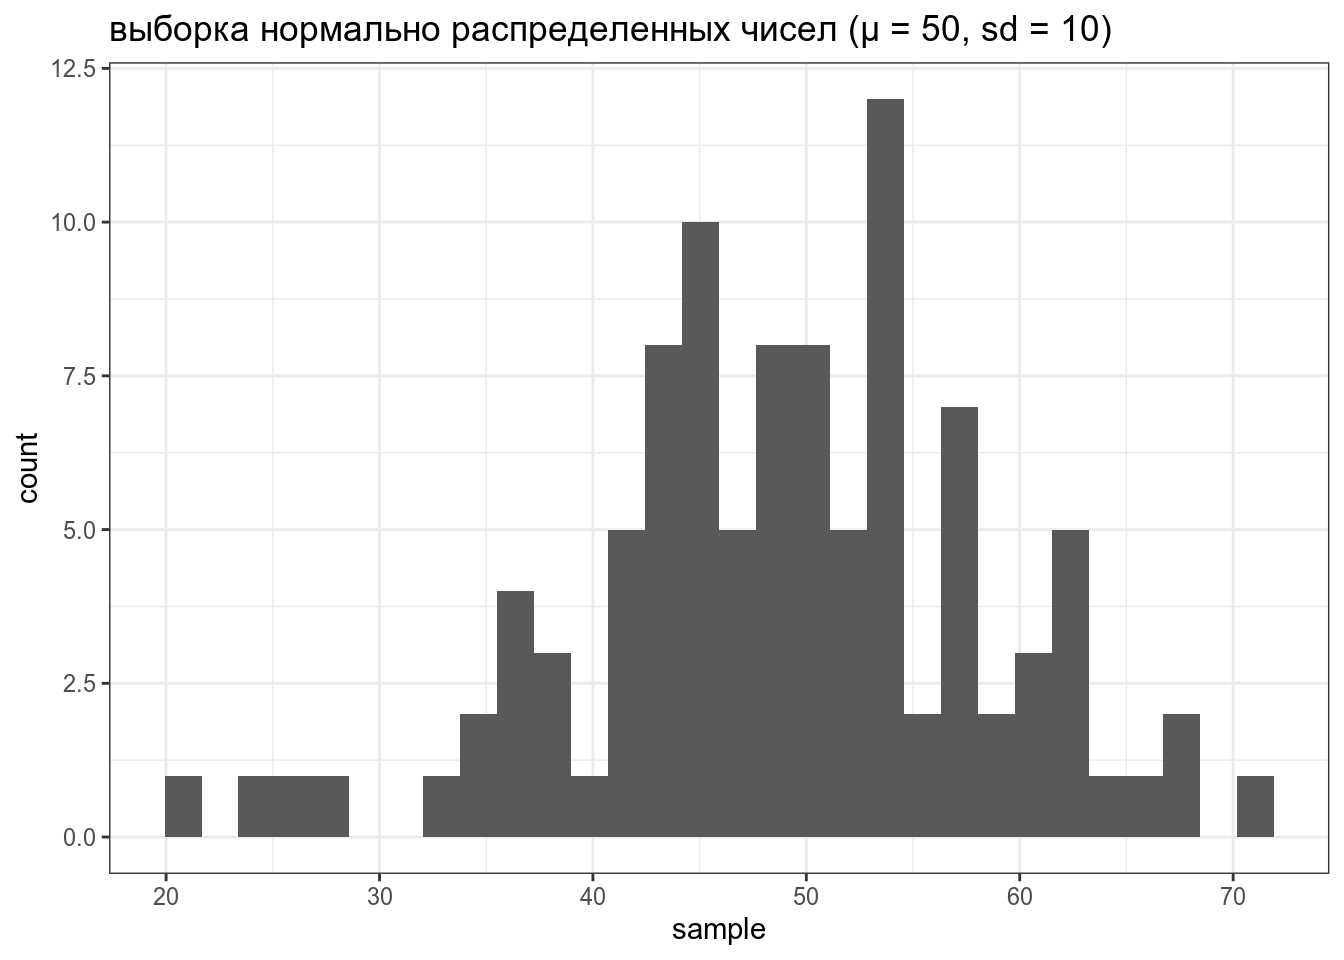 выборка нормально распределенных чисел (μ = 50, sd = 10)
12.5
10.0
7.5
5.0
2.5
0.0
count
20 30 40 50 60 70
sample